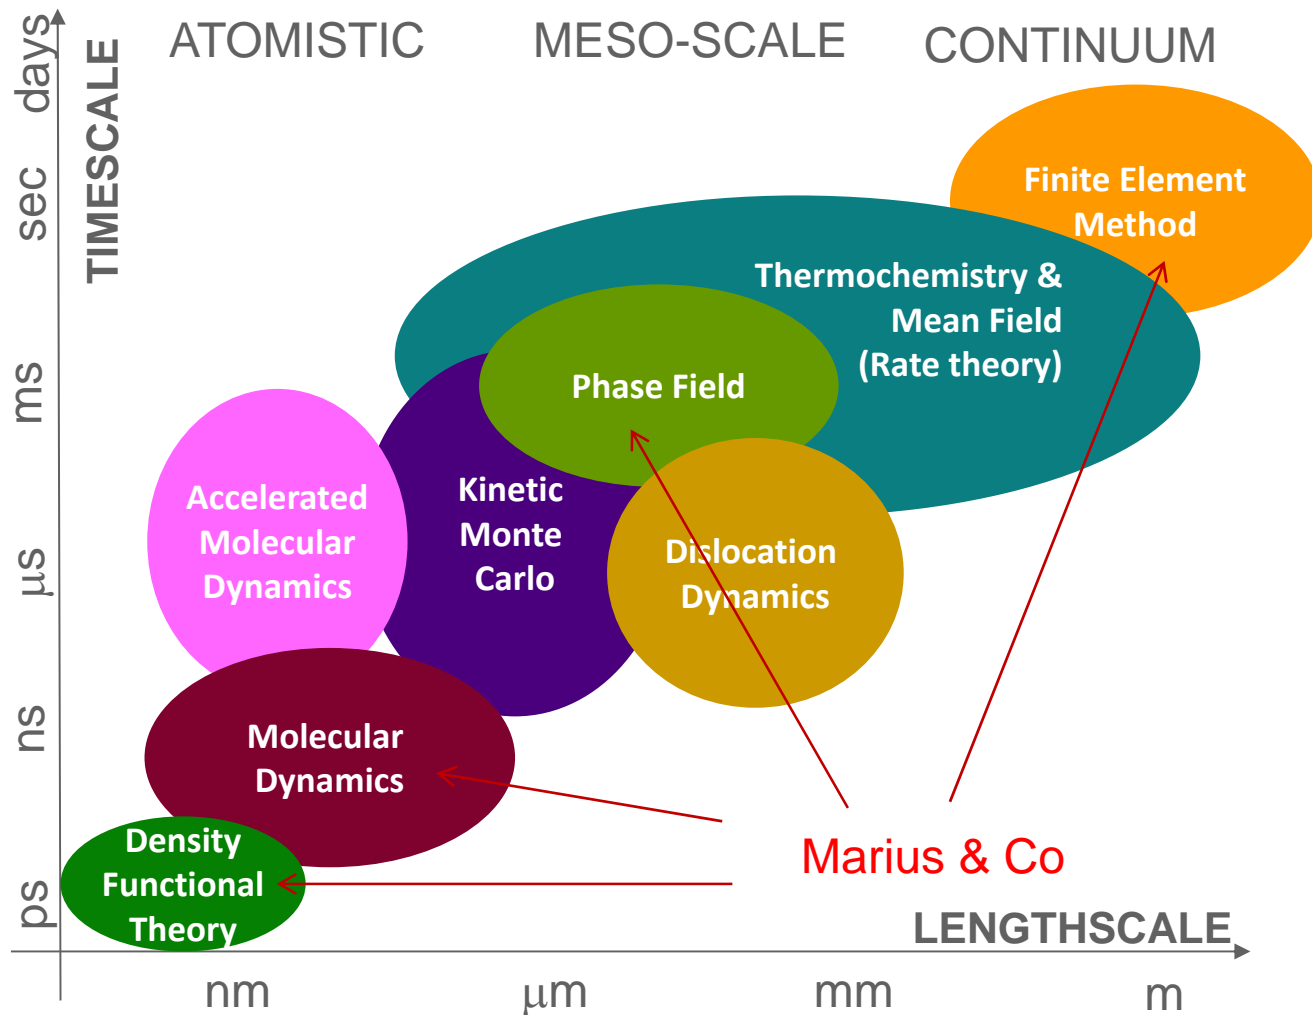 ATOMISTIC
MESO-SCALE
CONTINUUM
days
sec
ms
μs
ns
ps
TIMESCALE
Finite Element
Method
Thermochemistry &
Mean Field
(Rate theory)
Phase Field
Accelerated
Molecular
Dynamics
Kinetic
Monte
Carlo
Dislocation
Dynamics
Molecular
Dynamics
Density
Functional
Theory
Marius & Co
LENGTHSCALE
nm
μm
mm
m